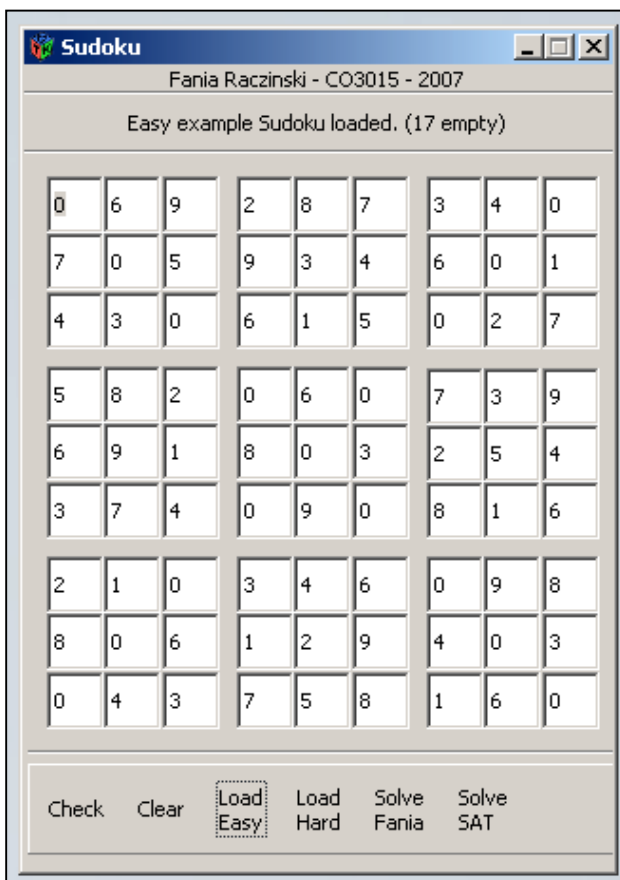 Sudoku
Fania Raczinski - CO3015 - 2007
Easy example Sudoku loaded. (17 empty)
0 6 9 2 8 7 3 4 0
7 0 5 9 3 4 6 0 1
4 3 0 6 1 5 0 2 7
5 8 2 0 6 0 7 3 9
6 9 1 8 0 3 2 5 4
3 7 4 0 9 0 8 1 6
2 1 0 3 4 6 0 9 8
8 0 6 1 2 9 4 0 3
0 4 3 7 5 8 1 6 0
Check Clear Load Easy Load Hard Solve Fania Solve SAT